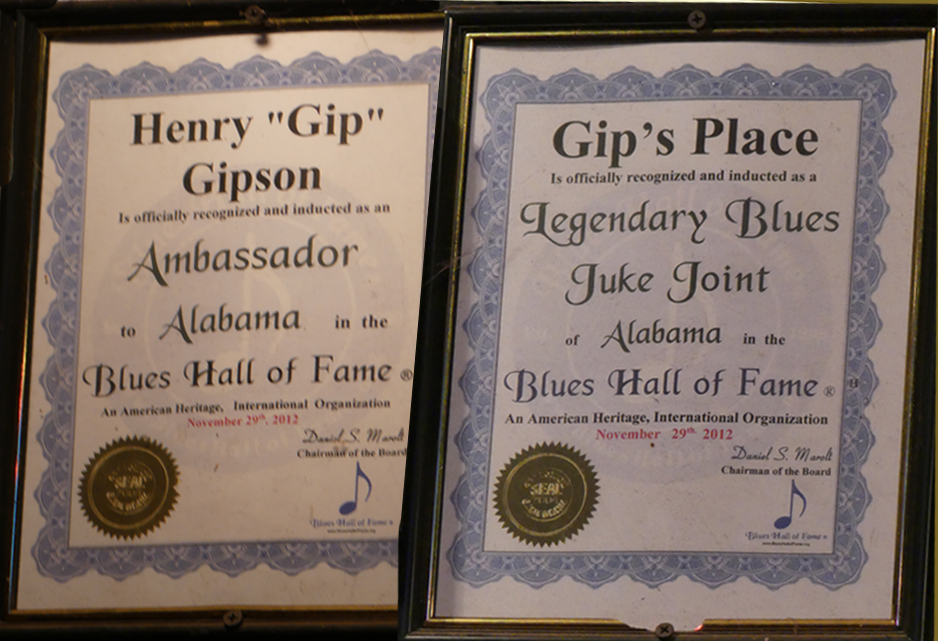 Henry "Gip"
Gipson
Is officially recognized and inducted as an
Ambassador
to Alabama in the
Blues Hall of Fame ®
An American Heritage, International Organization
November 29th. 2012
Daniel S. Marolt
Chairman of the Board
SEAL
Blues Hall of Fame ®
Gip's Place
Is officially recognized and inducted as a
Legendary Blues
Juke Joint
of Alabama in the
Blues Hall of Fame ®
An American Heritage, International Organization
November 29th. 2012
Daniel S. Marolt
Chairman of the Board
SEAL
Blues Hall of Fame ®